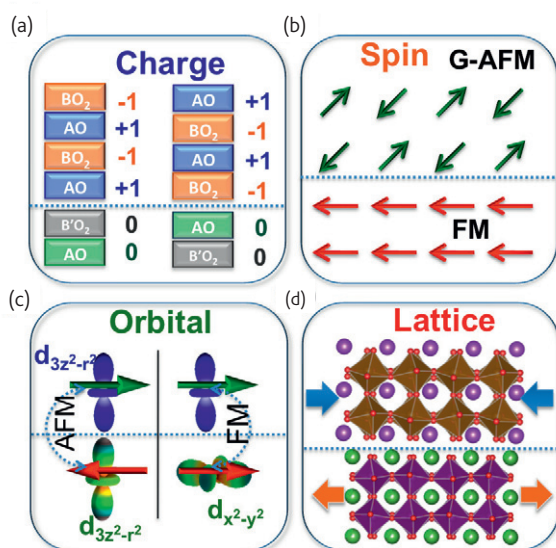 (a)
Charge
BO₂ -1 AO +1
AO +1 BO₂ -1
BO₂ -1 AO +1
AO +1 BO₂ -1
B'O₂ 0 AO 0
AO 0 B'O₂ 0
(b)
Spin
G-AFM
FM
(c)
Orbital
d₃z²-r²
AFM
FM
d₃z²-r²
dx²-y²
(d)
Lattice